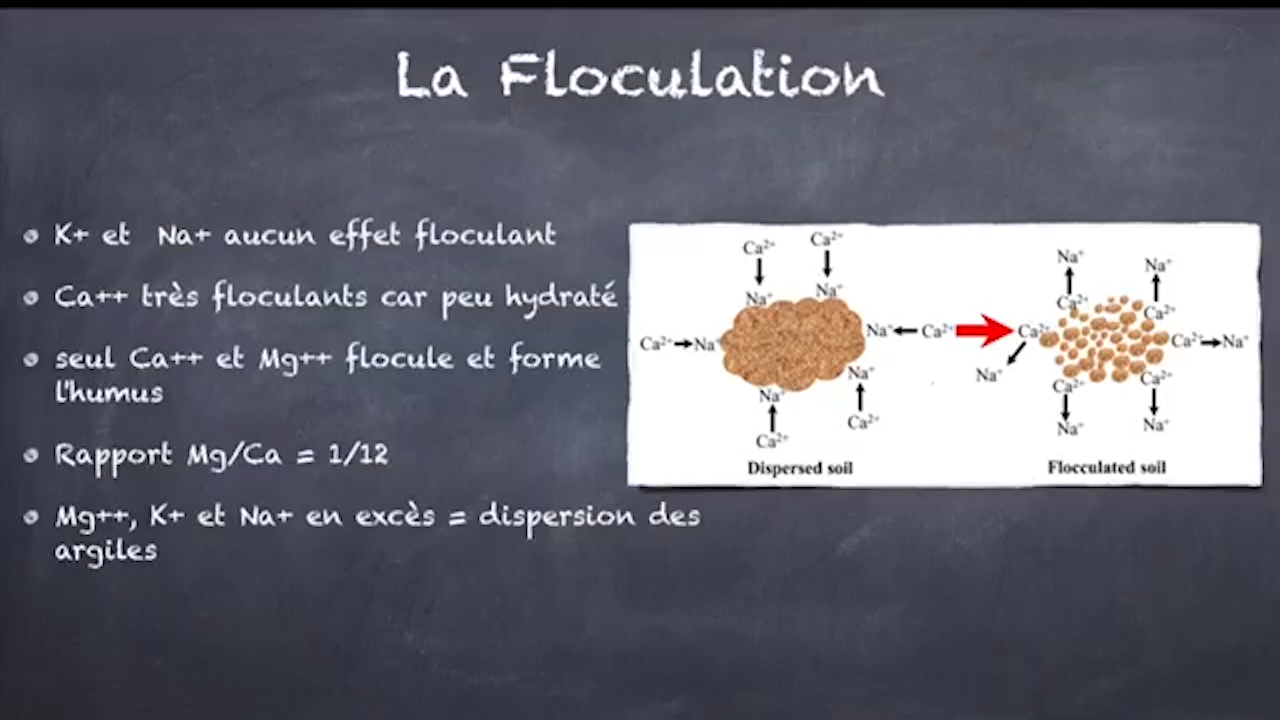 La Floculation
K+ et Na+ aucun effet floculant
Ca++ très floculants car peu hydraté
seul Ca++ et Mg++ flocule et forme
l'humus
Rapport Mg/Ca = 1/12
Mg++, K+ et Na+ en excès = dispersion des
argiles
Ca²⁺ Ca²⁺
Na⁺ Na⁺
Ca²⁺ Na⁺
Na⁺ Ca²⁺
Na⁺ Na⁺
Ca²⁺ Ca²⁺
Dispersed soil
Na⁺ Na⁺
Ca²⁺ Ca²⁺
Ca²⁺ Ca²⁺ Na⁺
Na⁺
Ca²⁺ Ca²⁺
Na⁺ Na⁺
Flocculated soil